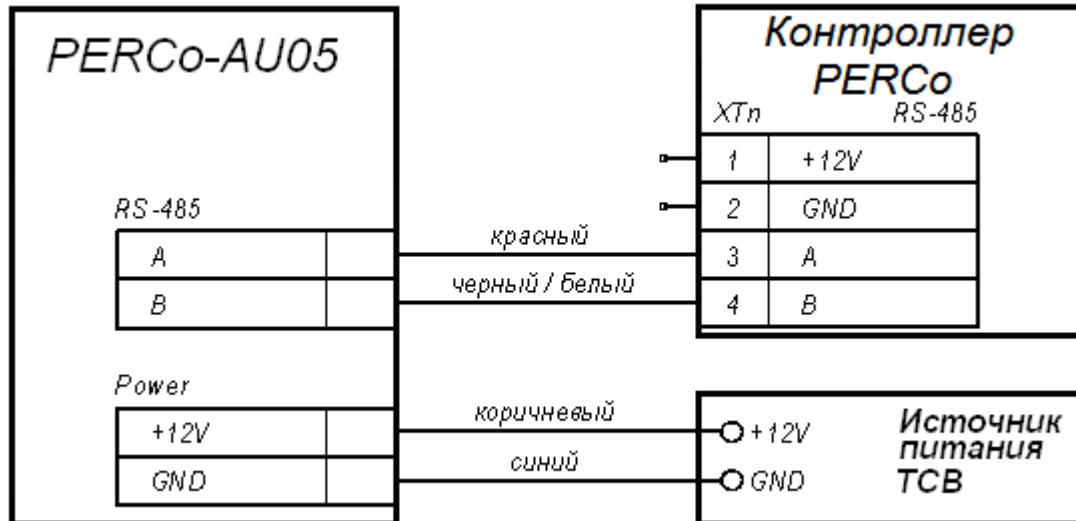 PERCo-AU05
RS-485
A
B
Power
+12V
GND
красный
черный / белый
коричневый
синий
Контроллер
PERCo
XTn RS-485
1 +12V
2 GND
3 A
4 B
+12V
GND
Источник
питания
ТСВ